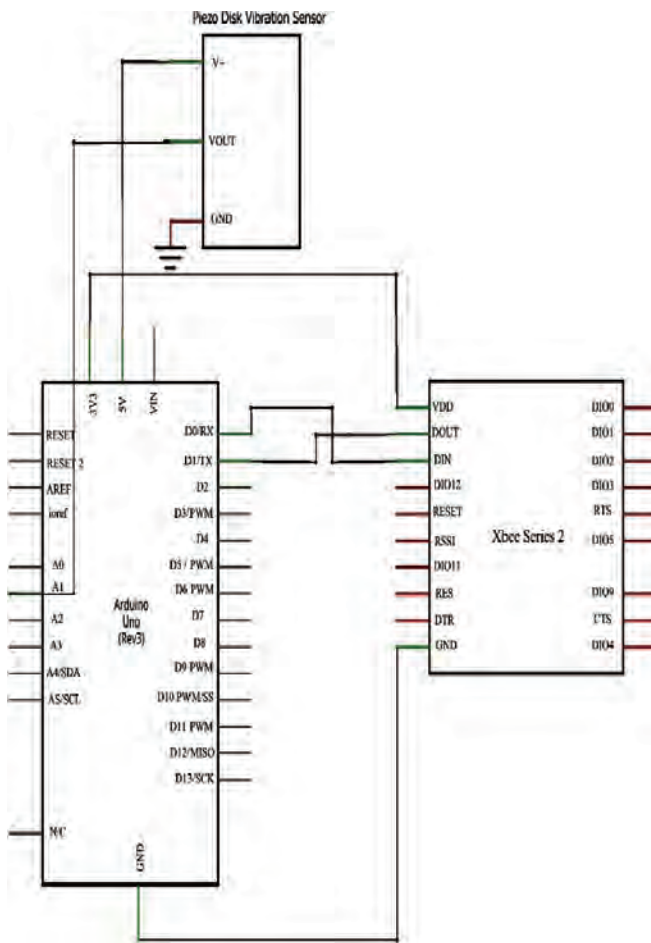 Piezo Disk Vibration Sensor
V+
VOUT
GND
3V3
5V
VIN
RESET
RESET 2
AREF
ioref
A0
A1
A2
A3
A4/SDA
A5/SCL
N/C
Arduino
Uno
(Rev3)
D0/RX
D1/TX
D2
D3/PWM
D4
D5 / PWM
D6 PWM
D7
D8
D9 PWM
D10 PWM/SS
D11 PWM
D12/MISO
D13/SCK
GND
VDD
DOUT
DIN
DIO12
RESET
RSSI
DIO11
RES
DTR
GND
Xbee Series 2
DIO0
DIO1
DIO2
DIO3
RTS
DIO5
DIO9
CTS
DIO4